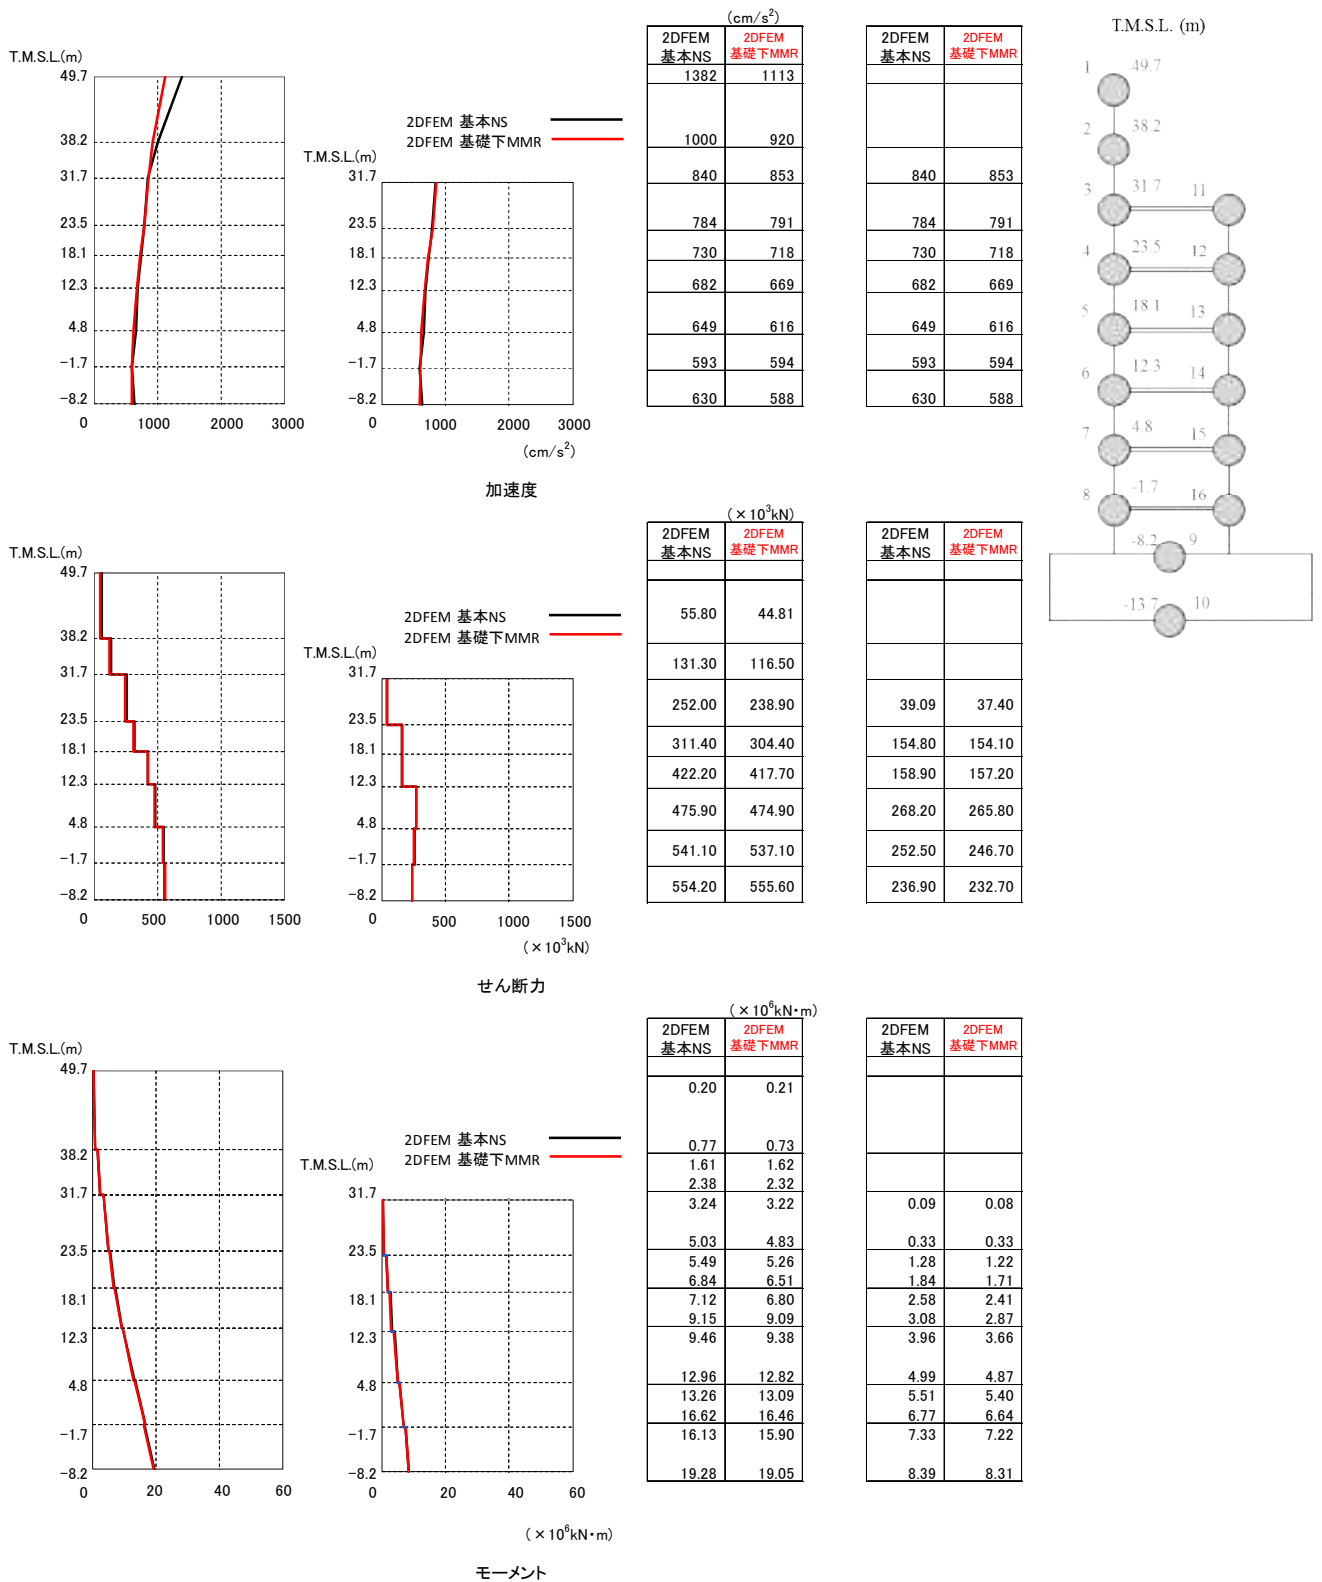 (cm/s²)
2DFEM 2DFEM
基本NS 基礎下MMR
1382 1113
1000 920
840 853
784 791
730 718
682 669
649 616
593 594
630 588
2DFEM 2DFEM
基本NS 基礎下MMR
840 853
784 791
730 718
682 669
649 616
593 594
630 588
T.M.S.L.(m)
49.7
38.2
31.7
23.5
18.1
12.3
4.8
-1.7
-8.2
0 1000 2000 3000
2DFEM 基本NS
2DFEM 基礎下MMR
T.M.S.L.(m)
31.7
23.5
18.1
12.3
4.8
-1.7
-8.2
0 1000 2000 3000
(cm/s²)
加速度
T.M.S.L. (m)
1 49.7
2 38.2
3 31.7 11
4 23.5 12
5 18.1 13
6 12.3 14
7 4.8 15
8 -1.7 16
-8.2 9
-13.7 10
(×10³kN)
2DFEM 2DFEM
基本NS 基礎下MMR
55.80 44.81
131.30 116.50
252.00 238.90
311.40 304.40
422.20 417.70
475.90 474.90
541.10 537.10
554.20 555.60
2DFEM 2DFEM
基本NS 基礎下MMR
39.09 37.40
154.80 154.10
158.90 157.20
268.20 265.80
252.50 246.70
236.90 232.70
T.M.S.L.(m)
49.7
38.2
31.7
23.5
18.1
12.3
4.8
-1.7
-8.2
0 500 1000 1500
2DFEM 基本NS
2DFEM 基礎下MMR
T.M.S.L.(m)
31.7
23.5
18.1
12.3
4.8
-1.7
-8.2
0 500 1000 1500
(×10³kN)
せん断力
(×10⁶kN・m)
2DFEM 2DFEM
基本NS 基礎下MMR
0.20 0.21
0.77 0.73
1.61 1.62
2.38 2.32
3.24 3.22
5.03 4.83
5.49 5.26
6.84 6.51
7.12 6.80
9.15 9.09
9.46 9.38
12.96 12.82
13.26 13.09
16.62 16.46
16.13 15.90
19.28 19.05
2DFEM 2DFEM
基本NS 基礎下MMR
0.09 0.08
0.33 0.33
1.28 1.22
1.84 1.71
2.58 2.41
3.08 2.87
3.96 3.66
4.99 4.87
5.51 5.40
6.77 6.64
7.33 7.22
8.39 8.31
T.M.S.L.(m)
49.7
38.2
31.7
23.5
18.1
12.3
4.8
-1.7
-8.2
0 20 40 60
2DFEM 基本NS
2DFEM 基礎下MMR
T.M.S.L.(m)
31.7
23.5
18.1
12.3
4.8
-1.7
-8.2
0 20 40 60
(×10⁶kN・m)
モーメント